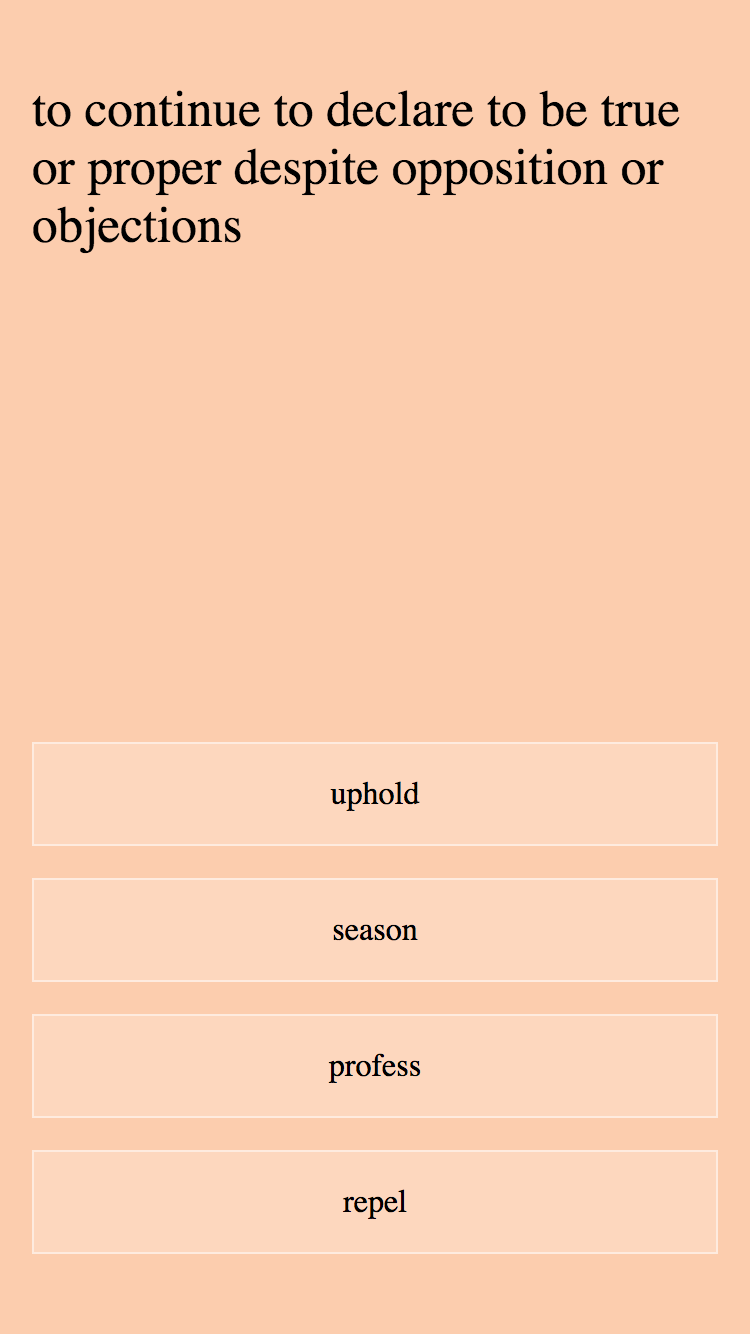 to continue to declare to be true
or proper despite opposition or
objections
uphold
season
profess
repel